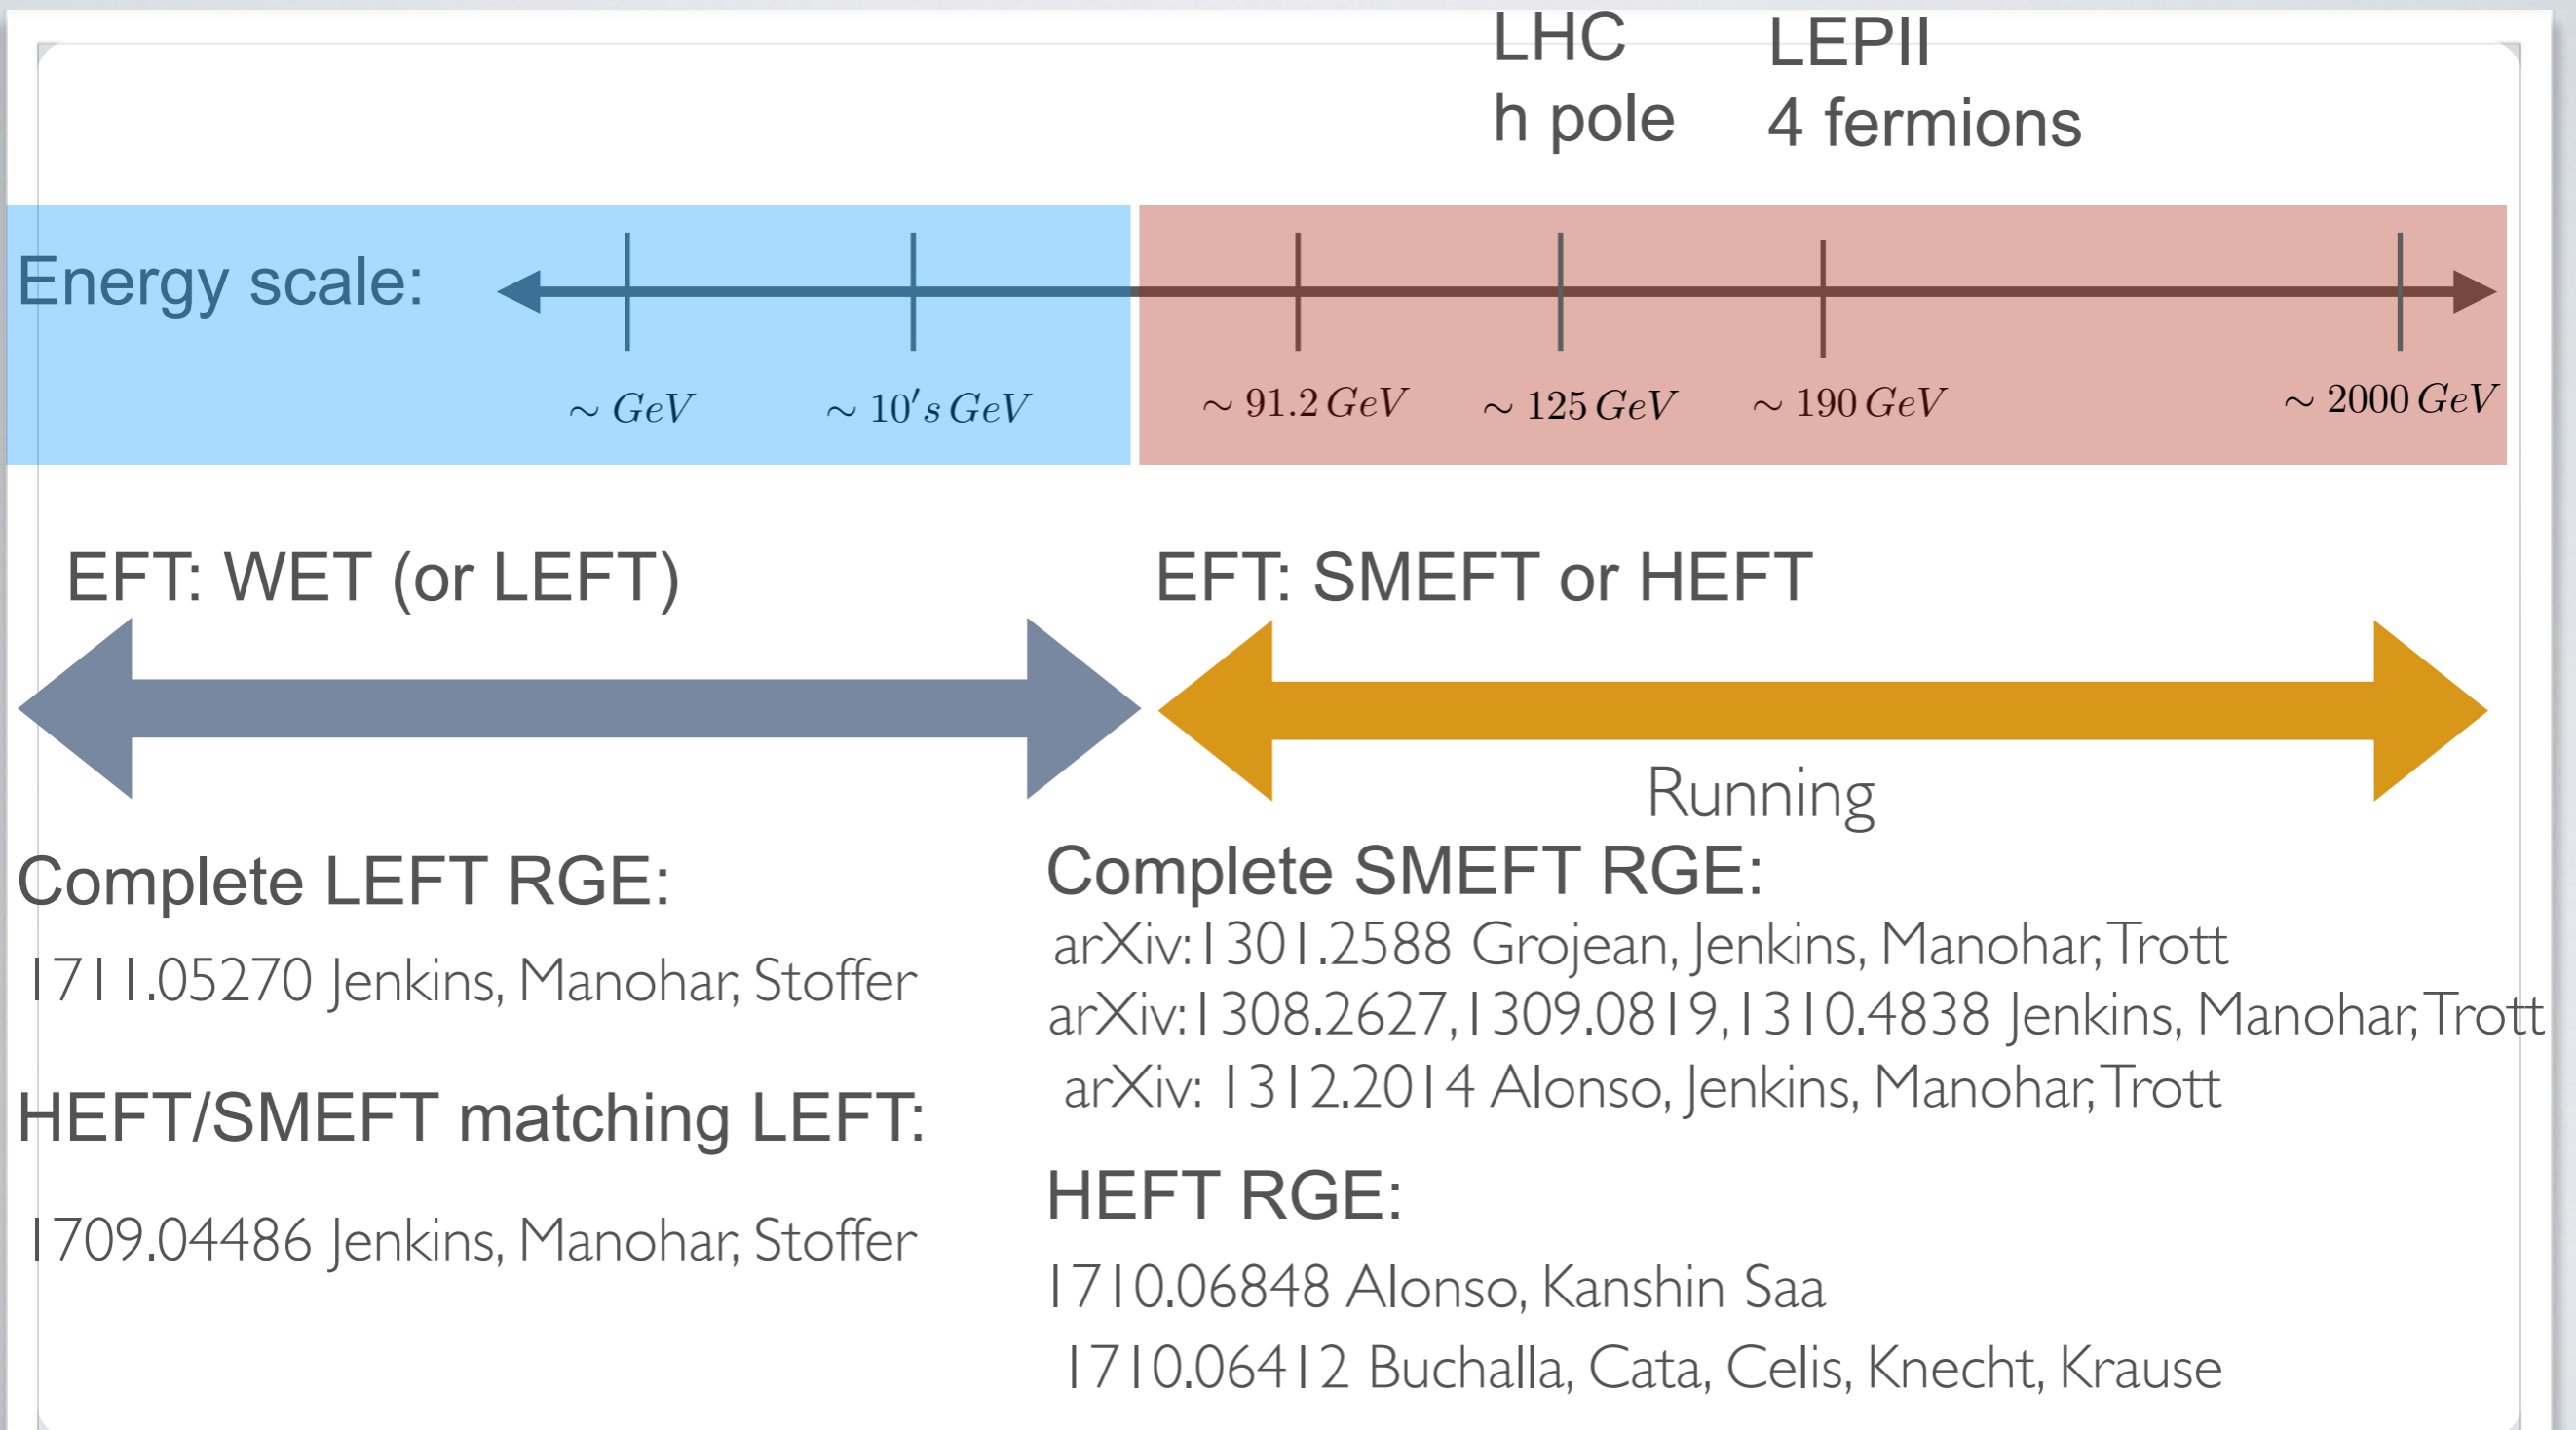 LHC
h pole
LEPII
4 fermions
Energy scale:
~ GeV
~ 10's GeV
~ 91.2 GeV
~ 125 GeV
~ 190 GeV
~ 2000 GeV
EFT: WET (or LEFT)
EFT: SMEFT or HEFT
Running
Complete LEFT RGE:
1711.05270 Jenkins, Manohar, Stoffer
HEFT/SMEFT matching LEFT:
1709.04486 Jenkins, Manohar, Stoffer
Complete SMEFT RGE:
arXiv:1301.2588 Grojean, Jenkins, Manohar,Trott
arXiv:1308.2627,1309.0819,1310.4838 Jenkins, Manohar,Trott
arXiv: 1312.2014 Alonso, Jenkins, Manohar,Trott
HEFT RGE:
1710.06848 Alonso, Kanshin Saa
1710.06412 Buchalla, Cata, Celis, Knecht, Krause